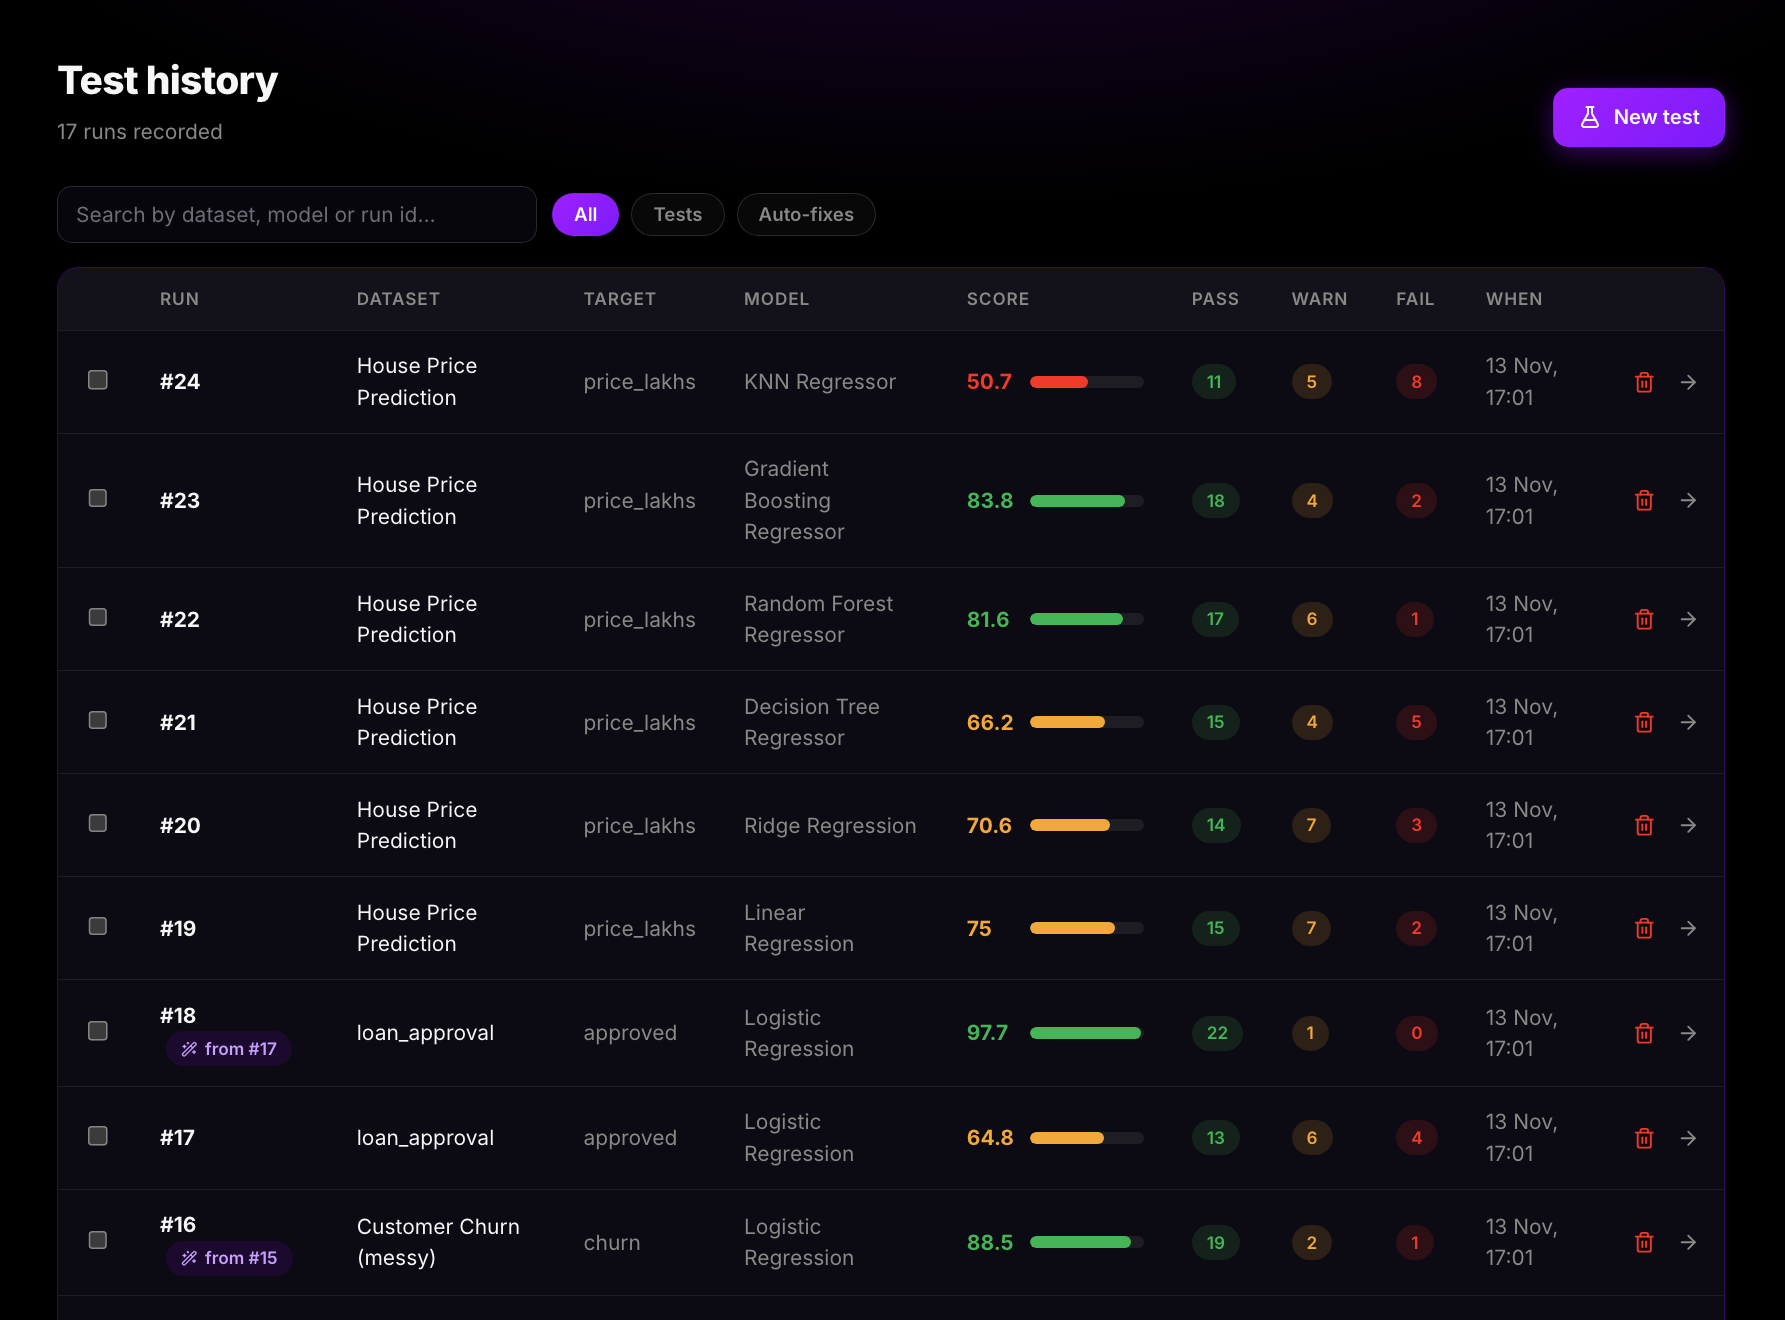 Test history
17 runs recorded
New test
Search by dataset, model or run id...
All
Tests
Auto-fixes
RUN DATASET TARGET MODEL SCORE PASS WARN FAIL WHEN
#24 House Price Prediction price_lakhs KNN Regressor 50.7 11 5 8 13 Nov, 17:01
#23 House Price Prediction price_lakhs Gradient Boosting Regressor 83.8 18 4 2 13 Nov, 17:01
#22 House Price Prediction price_lakhs Random Forest Regressor 81.6 17 6 1 13 Nov, 17:01
#21 House Price Prediction price_lakhs Decision Tree Regressor 66.2 15 4 5 13 Nov, 17:01
#20 House Price Prediction price_lakhs Ridge Regression 70.6 14 7 3 13 Nov, 17:01
#19 House Price Prediction price_lakhs Linear Regression 75 15 7 2 13 Nov, 17:01
#18 from #17 loan_approval approved Logistic Regression 97.7 22 1 0 13 Nov, 17:01
#17 loan_approval approved Logistic Regression 64.8 13 6 4 13 Nov, 17:01
#16 from #15 Customer Churn (messy) churn Logistic Regression 88.5 19 2 1 13 Nov, 17:01